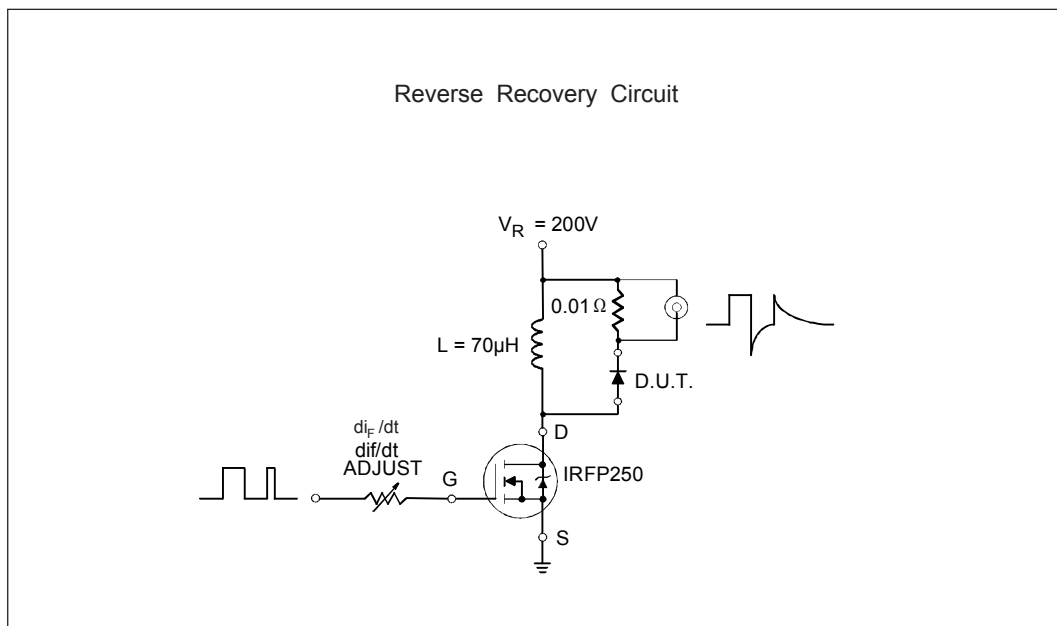 Reverse Recovery Circuit
V_R = 200V
0.01 Ω
L = 70µH
D.U.T.
di_F /dt
dif/dt
ADJUST
D
G
IRFP250
S